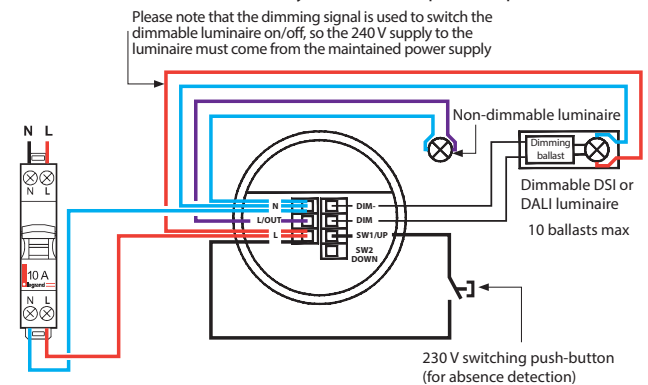 Please note that the dimming signal is used to switch the
dimmable luminaire on/off, so the 240 V supply to the
luminaire must come from the maintained power supply
Non-dimmable luminaire
N L
N L
Dimming
ballast
Dimmable DSI or
DALI luminaire
10 ballasts max
N
L/OUT
L
DIM-
DIM
SW1/UP
SW2
DOWN
10 A
legrand
N L
230 V switching push-button
(for absence detection)